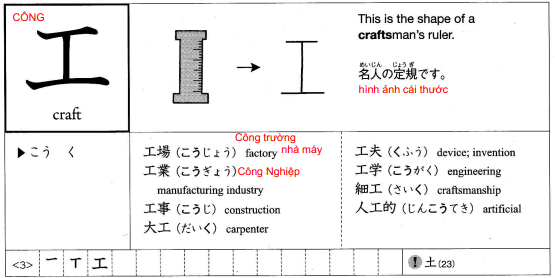 CÔNG
工
craft
工
This is the shape of a
craftsman's ruler.
めいじん じょうぎ
名人の定規です。
hình ảnh cái thước
▶こう く
Công trường
工場 (こうじょう) factory nhà máy
工業 (こうぎょう) Công Nghiệp
manufacturing industry
工事 (こうじ) construction
大工 (だいく) carpenter
工夫 (くふう) device; invention
工学 (こうがく) engineering
細工 (さいく) craftsmanship
人工的 (じんこうてき) artificial
<3> 一 丁 工
! 土 (23)